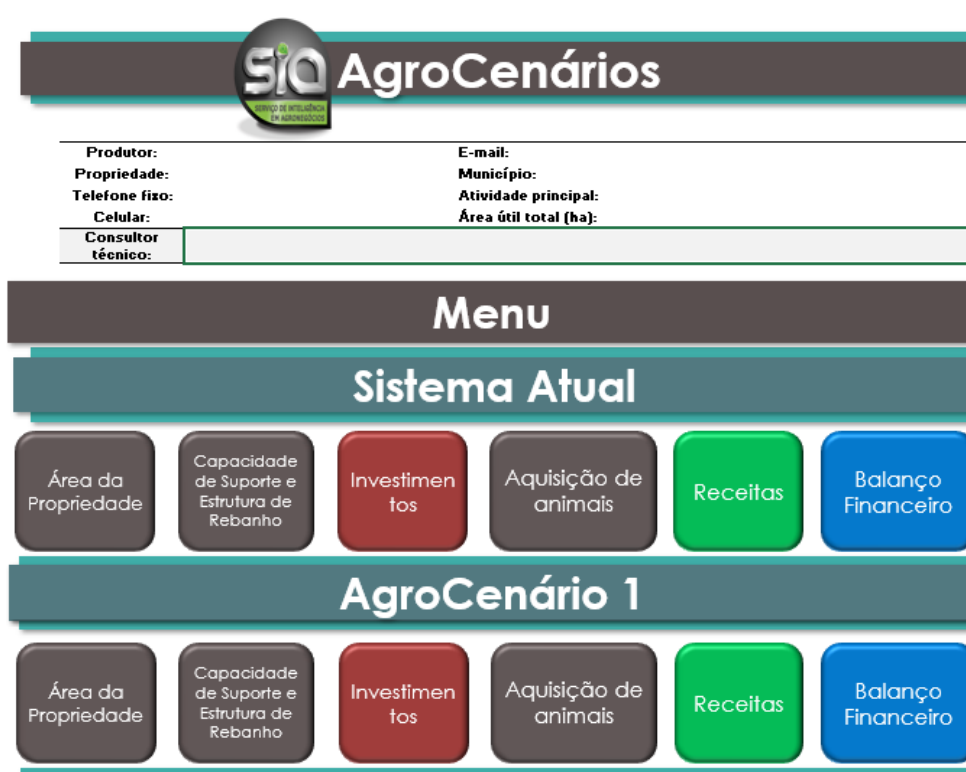 SIA AgroCenários
SERVIÇO DE INTELIGÊNCIA
EM AGRONEGÓCIOS
Produtor: E-mail:
Propriedade: Município:
Telefone fixo: Atividade principal:
Celular: Área útil total (ha):
Consultor
técnico:
Menu
Sistema Atual
Área da
Propriedade
Capacidade
de Suporte e
Estrutura de
Rebanho
Investimen
tos
Aquisição de
animais
Receitas
Balanço
Financeiro
AgroCenário 1
Área da
Propriedade
Capacidade
de Suporte e
Estrutura de
Rebanho
Investimen
tos
Aquisição de
animais
Receitas
Balanço
Financeiro